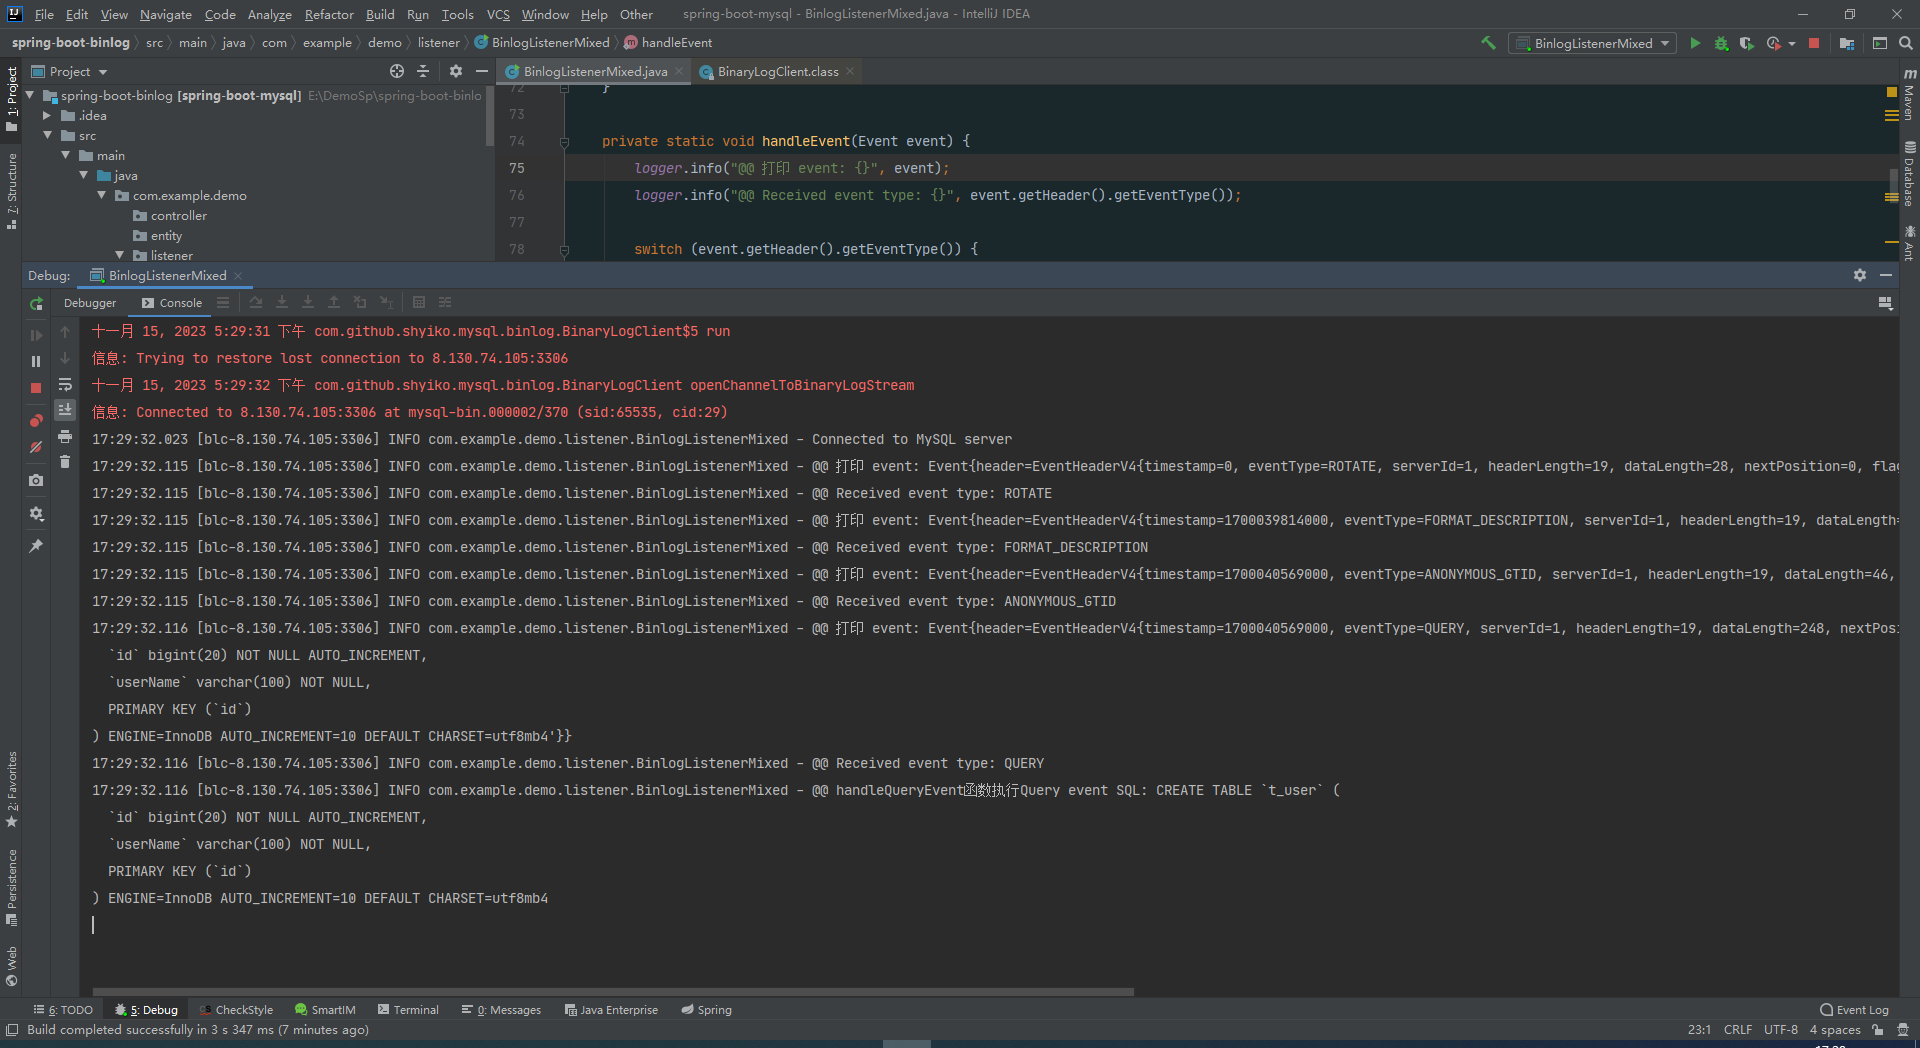 File Edit View Navigate Code Analyze Refactor Build Run Tools VCS Window Help Other spring-boot-mysql - BinlogListenerMixed.java - IntelliJ IDEA
spring-boot-binlog src main java com example demo listener BinlogListenerMixed handleEvent BinlogListenerMixed
Project
BinlogListenerMixed.java BinaryLogClient.class
spring-boot-binlog [spring-boot-mysql] E:\DemoSp\spring-boot-binlo
.idea
src
main
java
com.example.demo
controller
entity
listener
72 }
73
74 private static void handleEvent(Event event) {
75 logger.info("@@ 打印 event: {}", event);
76 logger.info("@@ Received event type: {}", event.getHeader().getEventType());
77
78 switch (event.getHeader().getEventType()) {
1: Project
7: Structure
2: Favorites
Persistence
Web
Maven
Database
Ant
Debug: BinlogListenerMixed
Debugger Console
十一月 15, 2023 5:29:31 下午 com.github.shyiko.mysql.binlog.BinaryLogClient$5 run
信息: Trying to restore lost connection to 8.130.74.105:3306
十一月 15, 2023 5:29:32 下午 com.github.shyiko.mysql.binlog.BinaryLogClient openChannelToBinaryLogStream
信息: Connected to 8.130.74.105:3306 at mysql-bin.000002/370 (sid:65535, cid:29)
17:29:32.023 [blc-8.130.74.105:3306] INFO com.example.demo.listener.BinlogListenerMixed - Connected to MySQL server
17:29:32.115 [blc-8.130.74.105:3306] INFO com.example.demo.listener.BinlogListenerMixed - @@ 打印 event: Event{header=EventHeaderV4{timestamp=0, eventType=ROTATE, serverId=1, headerLength=19, dataLength=28, nextPosition=0, flag
17:29:32.115 [blc-8.130.74.105:3306] INFO com.example.demo.listener.BinlogListenerMixed - @@ Received event type: ROTATE
17:29:32.115 [blc-8.130.74.105:3306] INFO com.example.demo.listener.BinlogListenerMixed - @@ 打印 event: Event{header=EventHeaderV4{timestamp=1700039814000, eventType=FORMAT_DESCRIPTION, serverId=1, headerLength=19, dataLength=
17:29:32.115 [blc-8.130.74.105:3306] INFO com.example.demo.listener.BinlogListenerMixed - @@ Received event type: FORMAT_DESCRIPTION
17:29:32.115 [blc-8.130.74.105:3306] INFO com.example.demo.listener.BinlogListenerMixed - @@ 打印 event: Event{header=EventHeaderV4{timestamp=1700040569000, eventType=ANONYMOUS_GTID, serverId=1, headerLength=19, dataLength=46,
17:29:32.115 [blc-8.130.74.105:3306] INFO com.example.demo.listener.BinlogListenerMixed - @@ Received event type: ANONYMOUS_GTID
17:29:32.116 [blc-8.130.74.105:3306] INFO com.example.demo.listener.BinlogListenerMixed - @@ 打印 event: Event{header=EventHeaderV4{timestamp=1700040569000, eventType=QUERY, serverId=1, headerLength=19, dataLength=248, nextPosi
`id` bigint(20) NOT NULL AUTO_INCREMENT,
`userName` varchar(100) NOT NULL,
PRIMARY KEY (`id`)
) ENGINE=InnoDB AUTO_INCREMENT=10 DEFAULT CHARSET=utf8mb4'}}
17:29:32.116 [blc-8.130.74.105:3306] INFO com.example.demo.listener.BinlogListenerMixed - @@ Received event type: QUERY
17:29:32.116 [blc-8.130.74.105:3306] INFO com.example.demo.listener.BinlogListenerMixed - @@ handleQueryEvent函数执行Query event SQL: CREATE TABLE `t_user` (
`id` bigint(20) NOT NULL AUTO_INCREMENT,
`userName` varchar(100) NOT NULL,
PRIMARY KEY (`id`)
) ENGINE=InnoDB AUTO_INCREMENT=10 DEFAULT CHARSET=utf8mb4
6: TODO 5: Debug CheckStyle SmartIM Terminal 0: Messages Java Enterprise Spring Event Log
Build completed successfully in 3 s 347 ms (7 minutes ago) 23:1 CRLF UTF-8 4 spaces